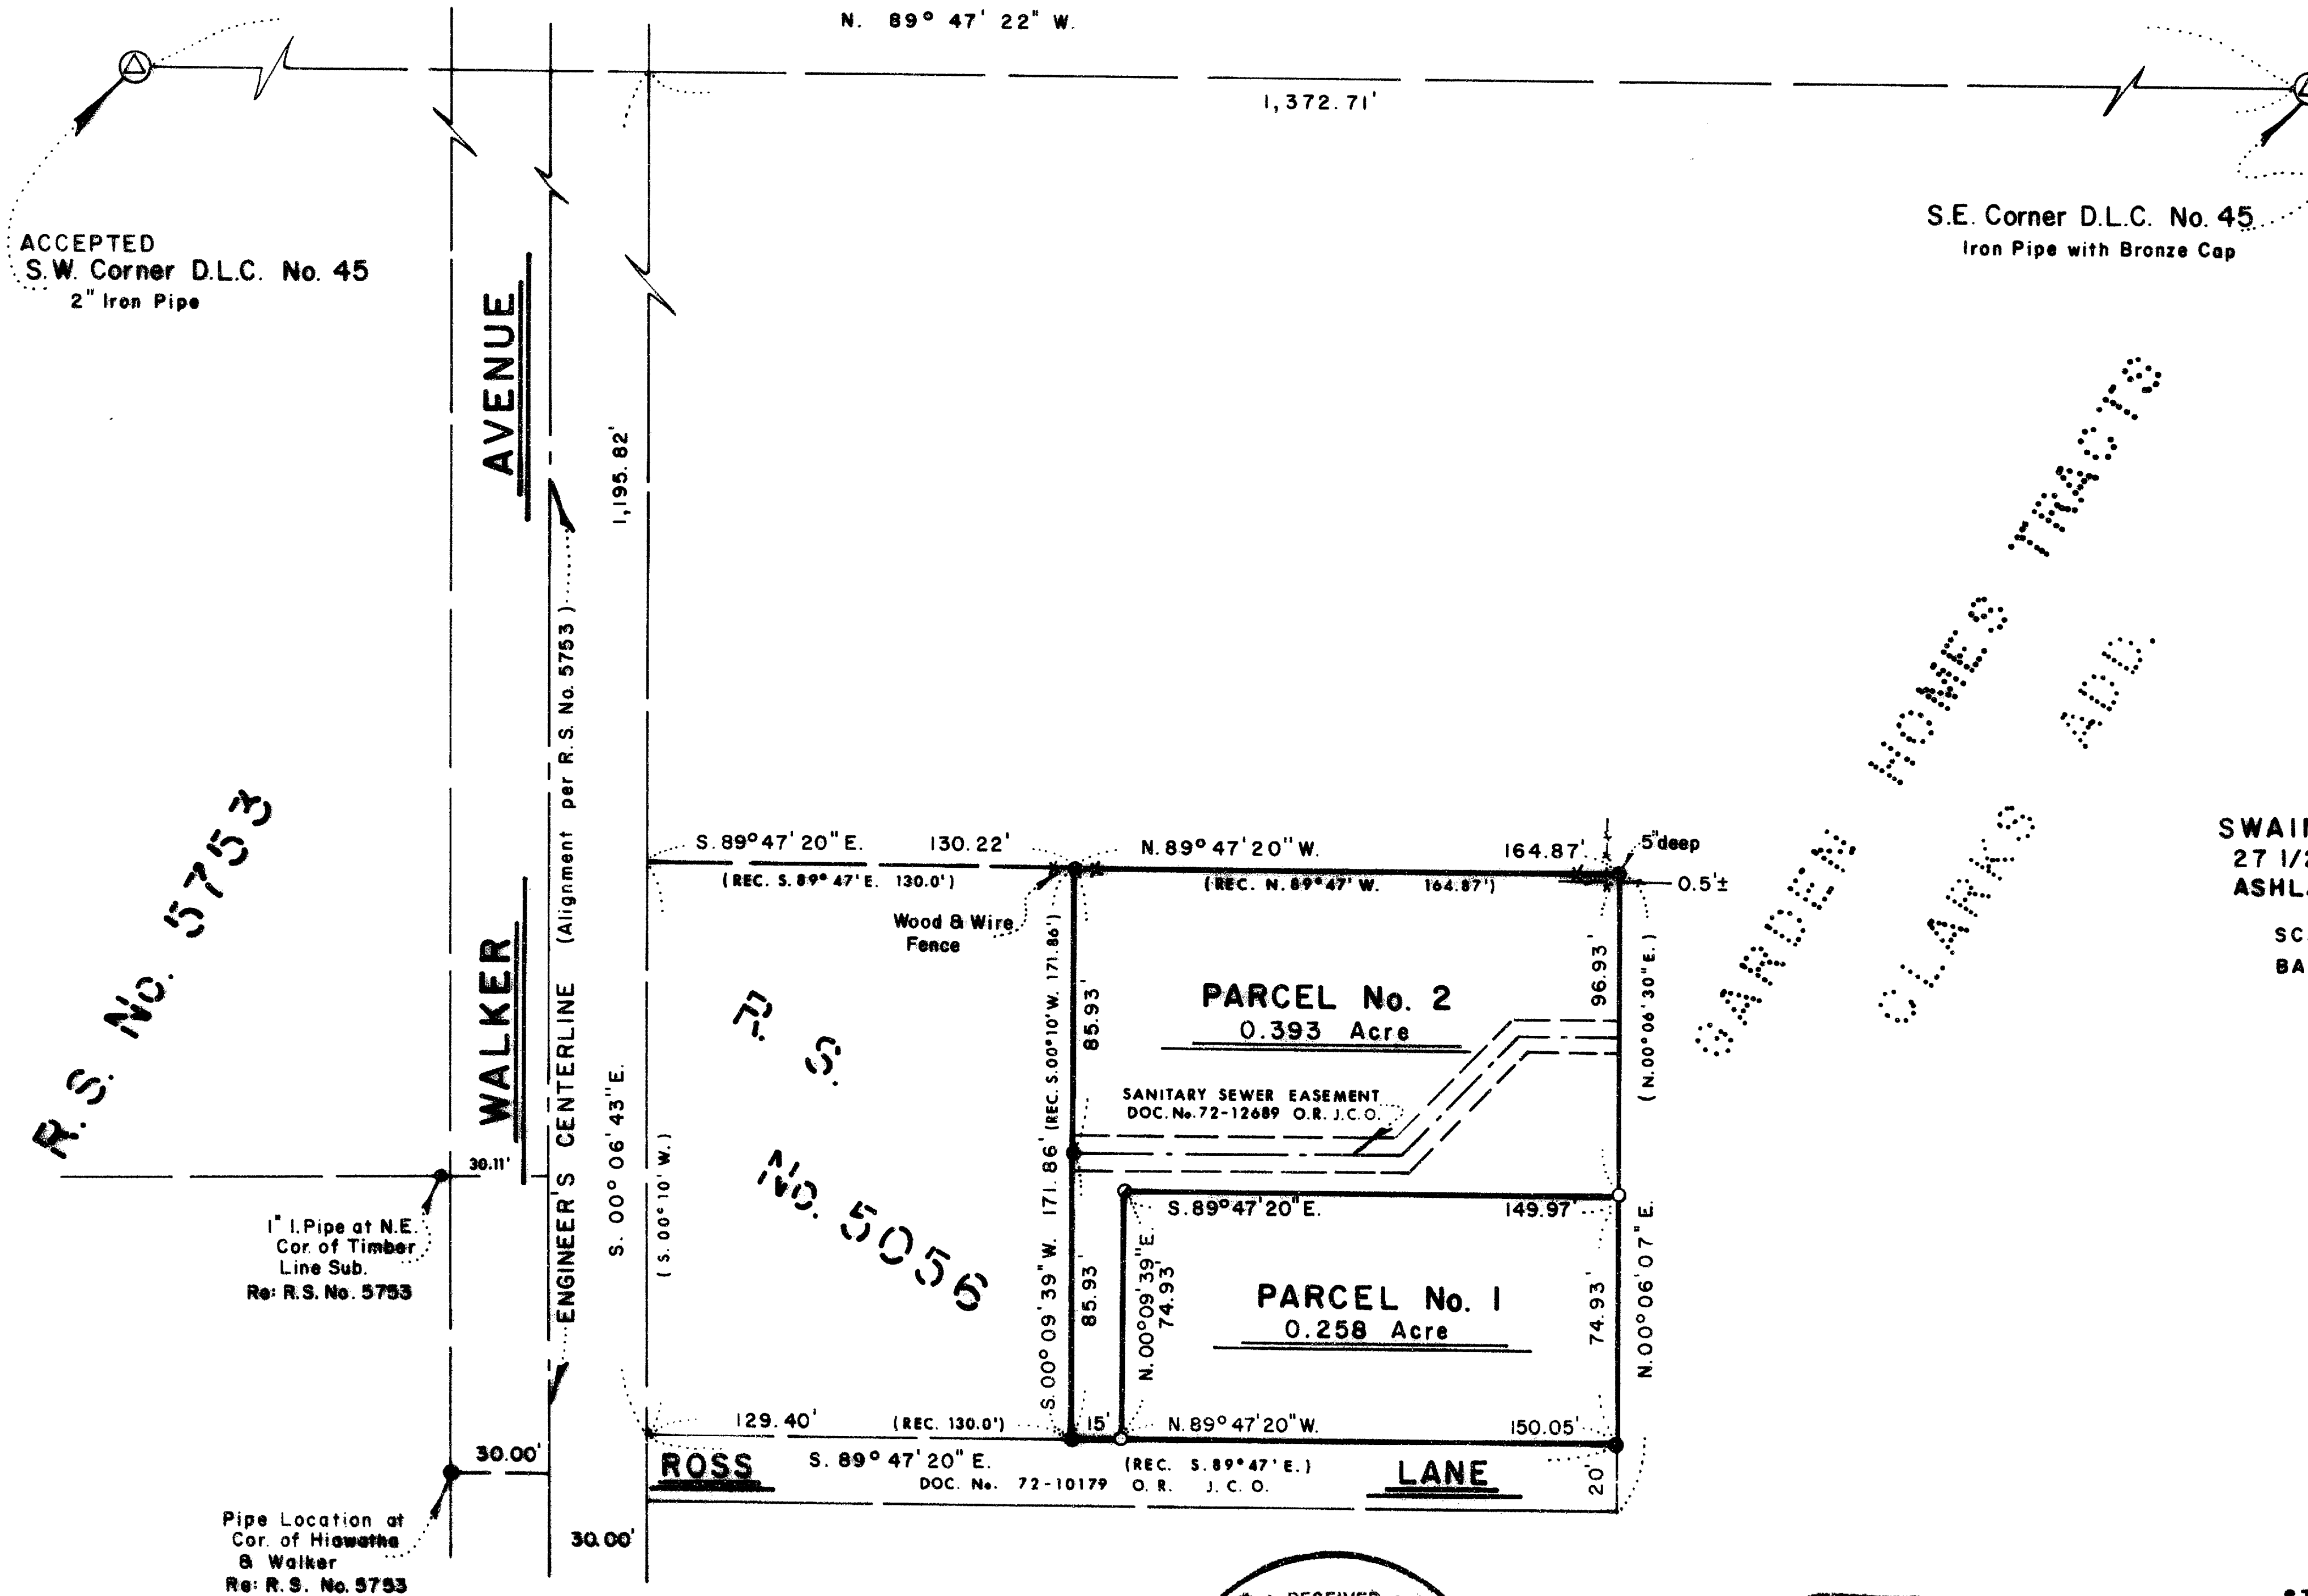 N. 89° 47' 22" W.
1,372.71'
ACCEPTED
S.W. Corner D.L.C. No. 45
2" Iron Pipe
S.E. Corner D.L.C. No. 45
Iron Pipe with Bronze Cap
AVENUE
WALKER
1,195.82'
ENGINEER'S CENTERLINE (Alignment per R.S. No. 5753)
S. 00° 06' 43" E.
(S. 00° 10' W.)
R. S. No. 5753
GARDEN HOMES TRACTS
CLARKS ADD.
27 1/2
S. 89° 47' 20" E. 130.22'
(REC. S. 89° 47' E. 130.0')
N. 89° 47' 20" W. 164.87'
(REC. N. 89° 47' W. 164.87')
5" deep
0.5'±
Wood & Wire
Fence
R. S.
No. 5056
S. 00° 09' 39" W. 171.86' (REC. S. 00° 10' W. 171.86')
85.93'
85.93'
PARCEL No. 2
0.393 Acre
96.93'
(N. 00° 06' 30" E.)
SANITARY SEWER EASEMENT
DOC. No. 72-12689 O.R. J.C.O.
30.11'
1" I. Pipe at N.E.
Cor. of Timber
Line Sub.
Re: R.S. No. 5753
S. 89° 47' 20" E. 149.97'
N. 00° 09' 39" E.
74.93'
PARCEL No. 1
0.258 Acre
74.93'
N. 00° 06' 07" E.
129.40' (REC. 130.0')
15'
N. 89° 47' 20" W. 150.05'
ROSS
S. 89° 47' 20" E.
(REC. S. 89° 47' E.)
DOC. No. 72-10179 O. R. J. C. O.
LANE
20'
30.00'
30.00'
Pipe Location at
Cor. of Hiawatha
& Walker
Re: R. S. No. 5753
RECEIVED